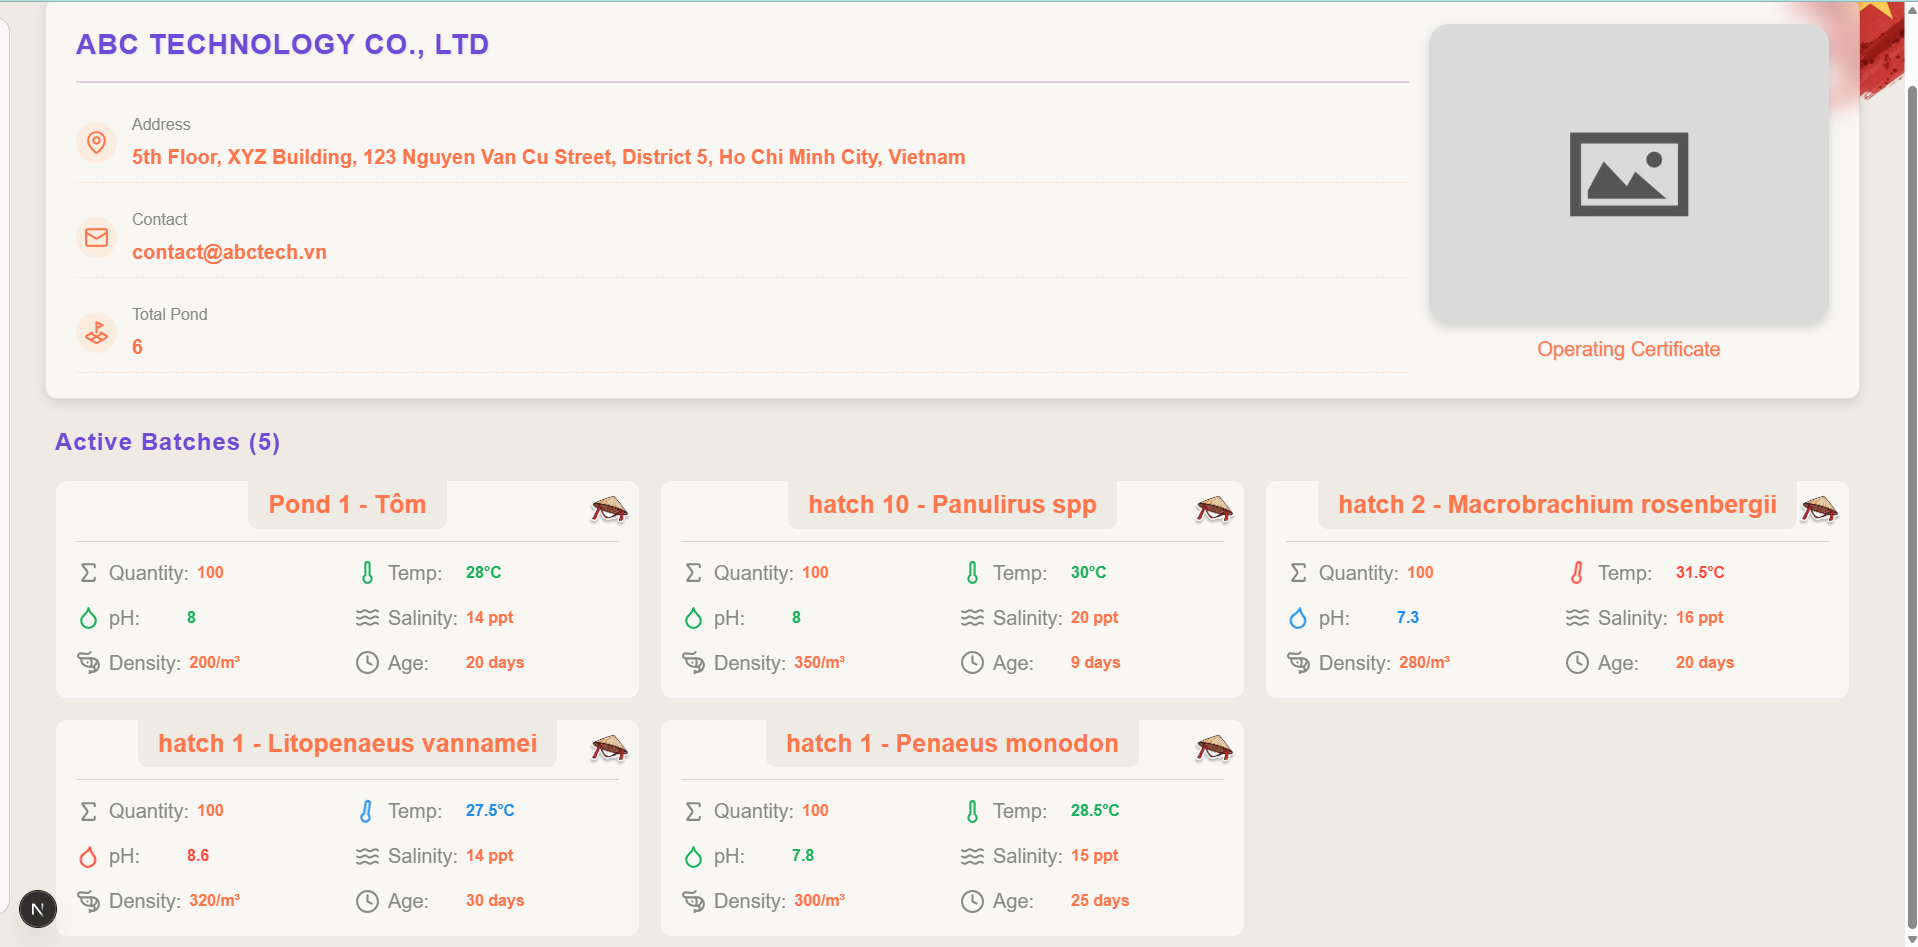 ABC TECHNOLOGY CO., LTD
Address
5th Floor, XYZ Building, 123 Nguyen Van Cu Street, District 5, Ho Chi Minh City, Vietnam
Contact
contact@abctech.vn
Total Pond
6
Operating Certificate
Active Batches (5)
Pond 1 - Tôm
Quantity: 100 Temp: 28°C
pH: 8 Salinity: 14 ppt
Density: 200/m³ Age: 20 days
hatch 10 - Panulirus spp
Quantity: 100 Temp: 30°C
pH: 8 Salinity: 20 ppt
Density: 350/m³ Age: 9 days
hatch 2 - Macrobrachium rosenbergii
Quantity: 100 Temp: 31.5°C
pH: 7.3 Salinity: 16 ppt
Density: 280/m³ Age: 20 days
hatch 1 - Litopenaeus vannamei
Quantity: 100 Temp: 27.5°C
pH: 8.6 Salinity: 14 ppt
Density: 320/m³ Age: 30 days
hatch 1 - Penaeus monodon
Quantity: 100 Temp: 28.5°C
pH: 7.8 Salinity: 15 ppt
Density: 300/m³ Age: 25 days
N